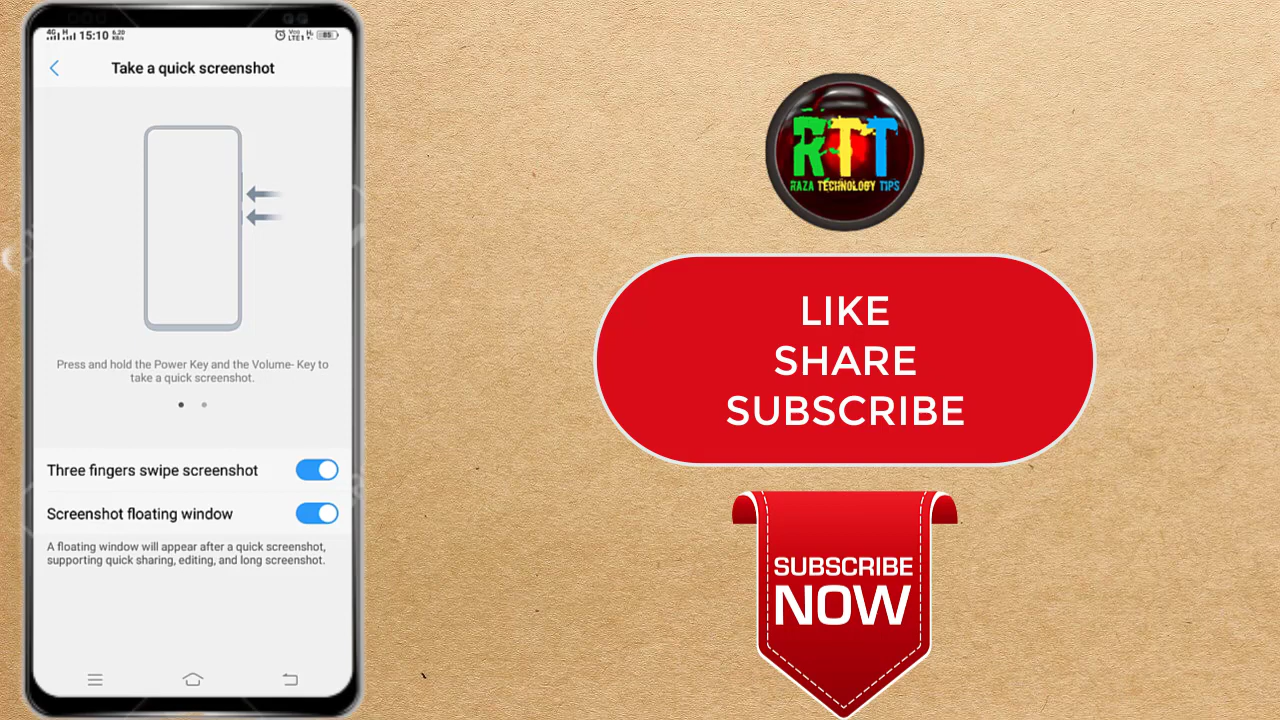 15:10
85
Take a quick screenshot
Press and hold the Power Key and the Volume- Key to
take a quick screenshot.
Three fingers swipe screenshot
Screenshot floating window
A floating window will appear after a quick screenshot,
supporting quick sharing, editing, and long screenshot.
RTT
RAZA TECHNOLOGY TIPS
LIKE
SHARE
SUBSCRIBE
SUBSCRIBE
NOW